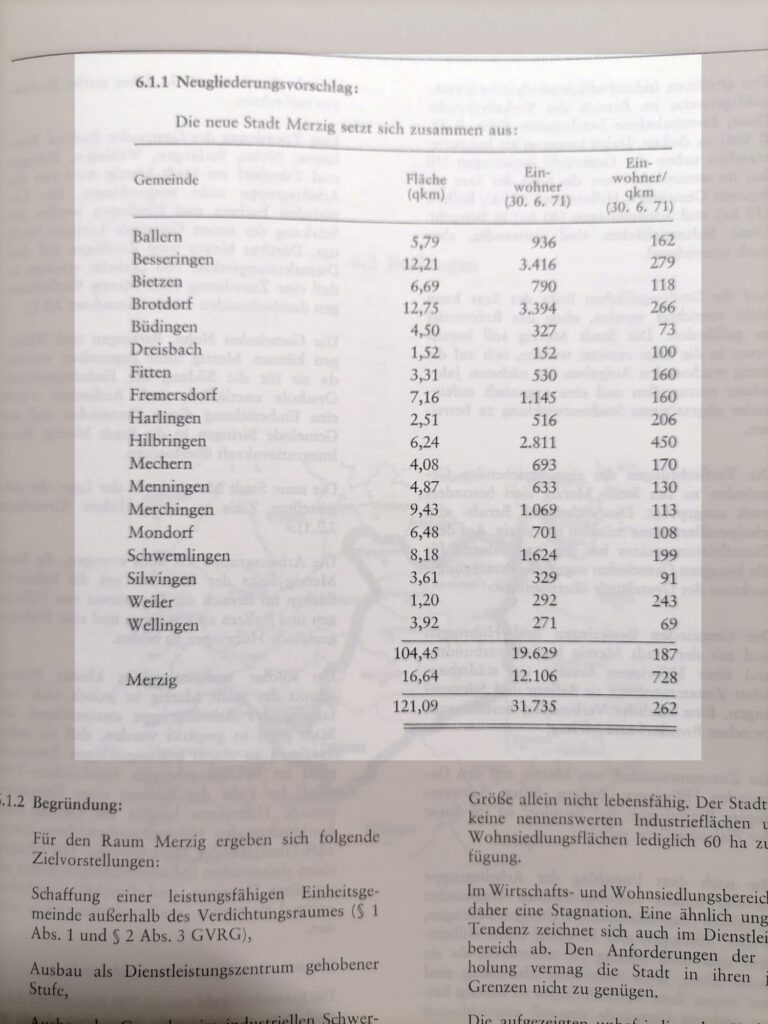 6.1.1 Neugliederungsvorschlag:
Die neue Stadt Merzig setzt sich zusammen aus:
Gemeinde Fläche (qkm) Ein-wohner (30. 6. 71) Ein-wohner/ qkm (30. 6. 71)
Ballern 5,79 936 162
Besseringen 12,21 3.416 279
Bietzen 6,69 790 118
Brotdorf 12,75 3.394 266
Büdingen 4,50 327 73
Dreisbach 1,52 152 100
Fitten 3,31 530 160
Fremersdorf 7,16 1.145 160
Harlingen 2,51 516 206
Hilbringen 6,24 2.811 450
Mechern 4,08 693 170
Menningen 4,87 633 130
Merchingen 9,43 1.069 113
Mondorf 6,48 701 108
Schwemlingen 8,18 1.624 199
Silwingen 3,61 329 91
Weiler 1,20 292 243
Wellingen 3,92 271 69
104,45 19.629 187
Merzig 16,64 12.106 728
121,09 31.735 262
6.1.2 Begründung:
Für den Raum Merzig ergeben sich folgende
Zielvorstellungen:
Schaffung einer leistungsfähigen Einheitsge-
meinde außerhalb des Verdichtungsraumes (§ 1
Abs. 1 und § 2 Abs. 3 GVRG),
Ausbau als Dienstleistungszentrum gehobener
Stufe,
industriellen Schwer-
Größe allein nicht lebensfähig. Der Stadt
keine nennenswerten Industrieflächen
Wohnsiedlungsflächen lediglich 60 ha
fügung.
Im Wirtschafts- und Wohnsiedlungsbereich
daher eine Stagnation. Eine ähnlich
Tendenz zeichnet sich auch im
bereich ab. Den Anforderungen der
holung vermag die Stadt in ihren
Grenzen nicht zu genügen.
Die aufgezeigten